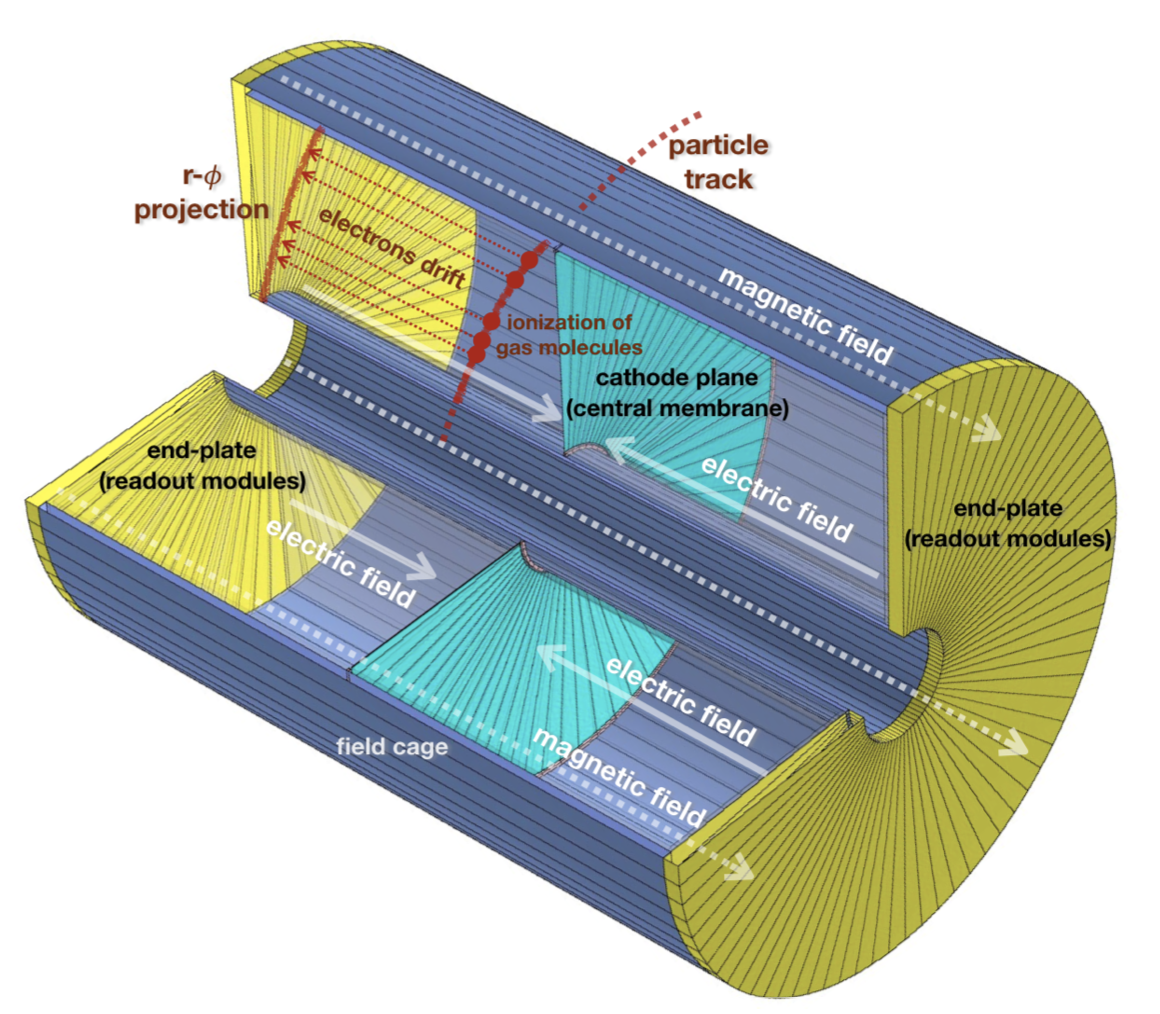 particle
track
r-ϕ
projection
electrons drift
magnetic field
ionization of
gas molecules
cathode plane
(central membrane)
end-plate
(readout modules)
electric field
end-plate
(readout modules)
electric field
electric field
magnetic field
field cage